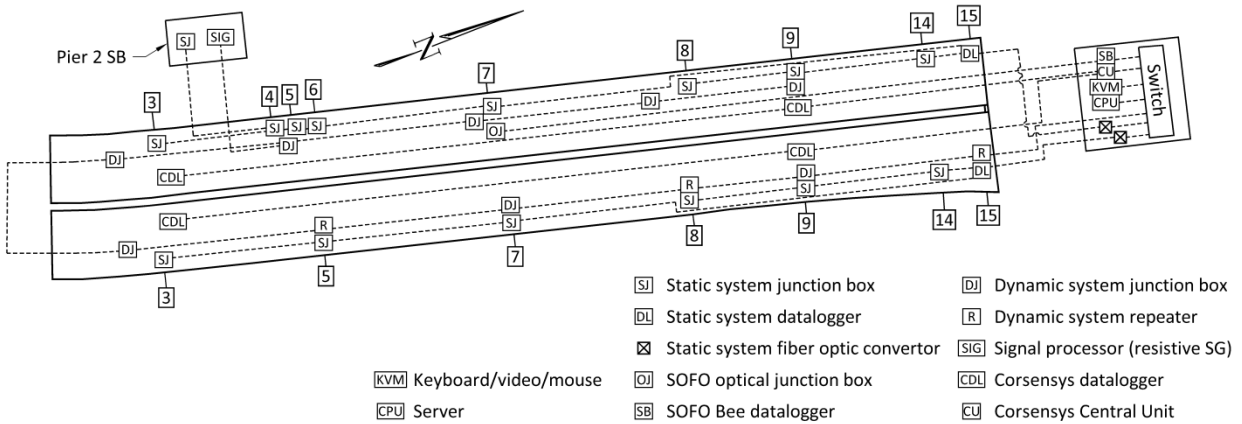 14 15
SJ SIG
Pier 2 SB
N
9
8
7
6
5
4
3
SJ DL
SB
CU
KVM
CPU
Switch
SJ DJ CDL
SJ DJ
SJ DJ OJ
SJ SJ SJ DJ
SJ DJ CDL
CDL R
DJ SJ SJ DL
R SJ
DJ SJ
CDL R SJ
DJ SJ
14 15
9
8
7
5
3
SJ Static system junction box
DL Static system datalogger
Static system fiber optic convertor
OJ SOFO optical junction box
SB SOFO Bee datalogger
DJ Dynamic system junction box
R Dynamic system repeater
SIG Signal processor (resistive SG)
CDL Corsensys datalogger
CU Corsensys Central Unit
KVM Keyboard/video/mouse
CPU Server